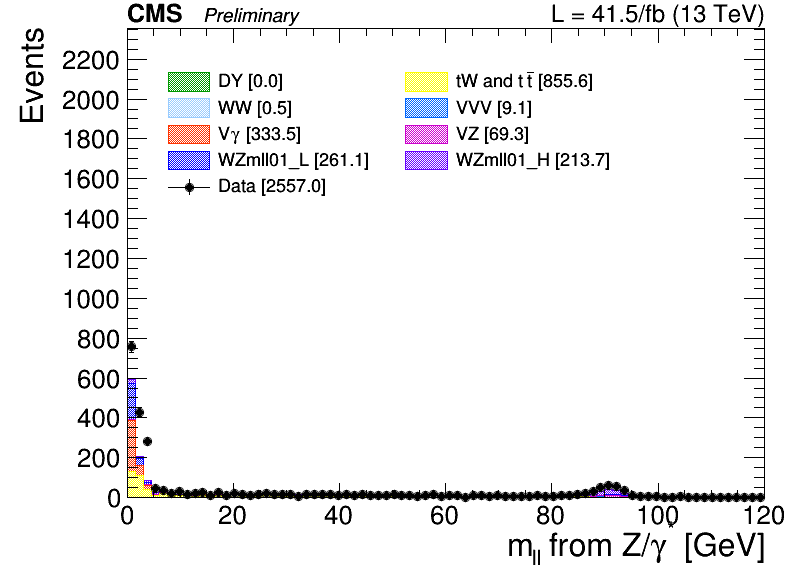 CMS Preliminary L = 41.5/fb (13 TeV)
Events
DY [0.0] tW and t t̅ [855.6]
WW [0.5] VVV [9.1]
Vγ [333.5] VZ [69.3]
WZmll01_L [261.1] WZmll01_H [213.7]
Data [2557.0]
2200
2000
1800
1600
1400
1200
1000
800
600
400
200
0
0 20 40 60 80 100 120
m_ll from Z/γ* [GeV]